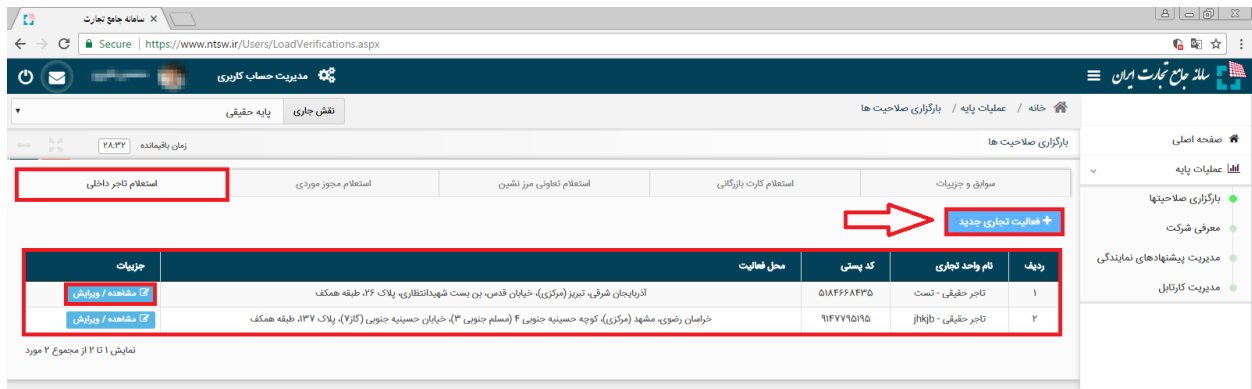 سامانه جامع تجارت
Secure | https://www.ntsw.ir/Users/LoadVerifications.aspx
سامانه جامع تجارت ایران
مدیریت حساب کاربری
خانه / عملیات پایه / بارگزاری صلاحیت ها
نقش جاری پایه حقیقی
بارگزاری صلاحیت ها
زمان باقیمانده ۲۸:۳۲
صفحه اصلی
عملیات پایه
بارگزاری صلاحیتها
معرفی شرکت
مدیریت پیشنهادهای نمایندگی
مدیریت کارتابل
سوابق و جزییات استعلام کارت بازرگانی استعلام تعاونی مرز نشین استعلام مجوز موردی استعلام تاجر داخلی
+ فعالیت تجاری جدید
ردیف نام واحد تجاری کد پستی محل فعالیت جزییات
۱ تاجر حقیقی - تست ۵۱۸۴۶۶۸۴۳۵ آذربایجان شرقی، تبریز (مرکزی)، خیابان قدس، بن بست شهیدانتظاری، پلاک ۲۶، طبقه همکف مشاهده / ویرایش
۲ تاجر حقیقی - jhkjb ۹۱۴۷۷۹۵۱۹۵ خراسان رضوی، مشهد (مرکزی)، کوچه حسینیه جنوبی ۴ (مسلم جنوبی ۳)، خیابان حسینیه جنوبی (گاز۷)، پلاک ۱۳۷، طبقه همکف مشاهده / ویرایش
نمایش ۱ تا ۲ از مجموع ۲ مورد